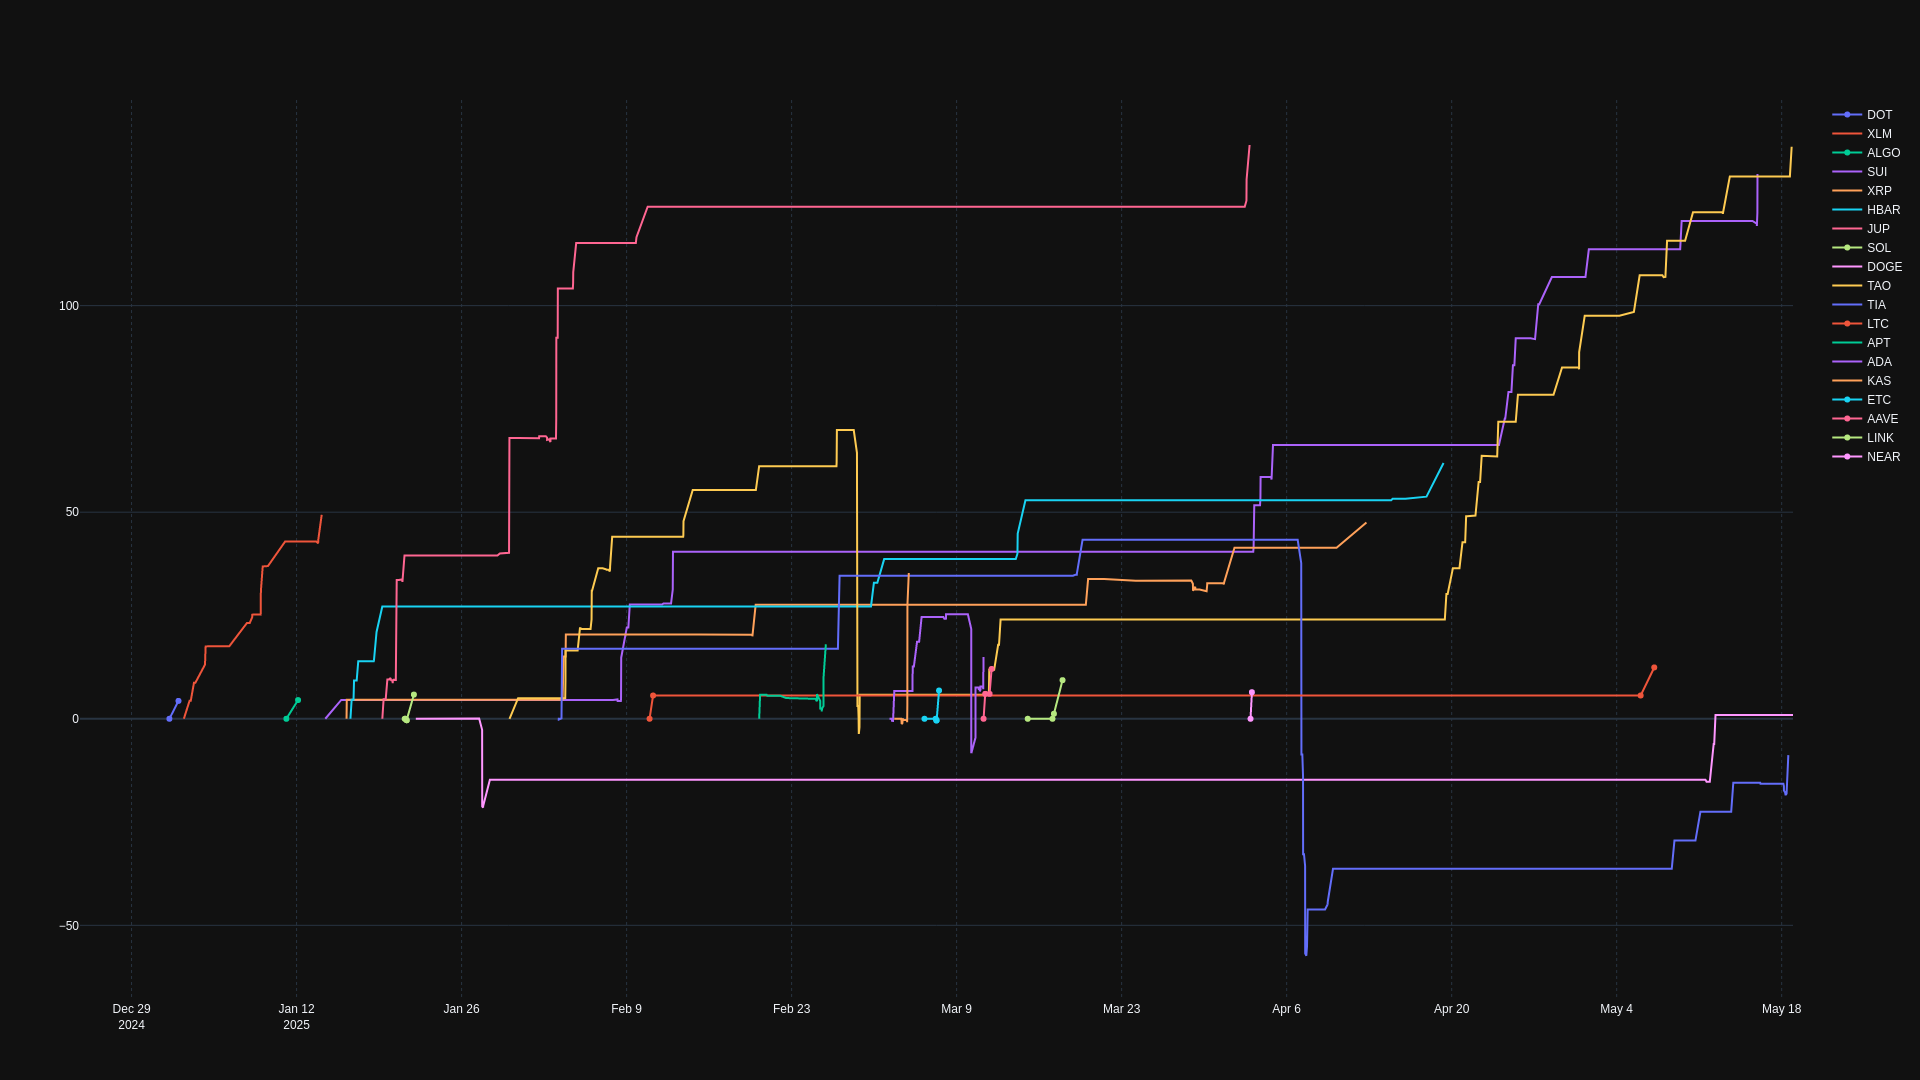 100
50
0
−50
Dec 29
2024
Jan 12
2025
Jan 26
Feb 9
Feb 23
Mar 9
Mar 23
Apr 6
Apr 20
May 4
May 18
DOT
XLM
ALGO
SUI
XRP
HBAR
JUP
SOL
DOGE
TAO
TIA
LTC
APT
ADA
KAS
ETC
AAVE
LINK
NEAR